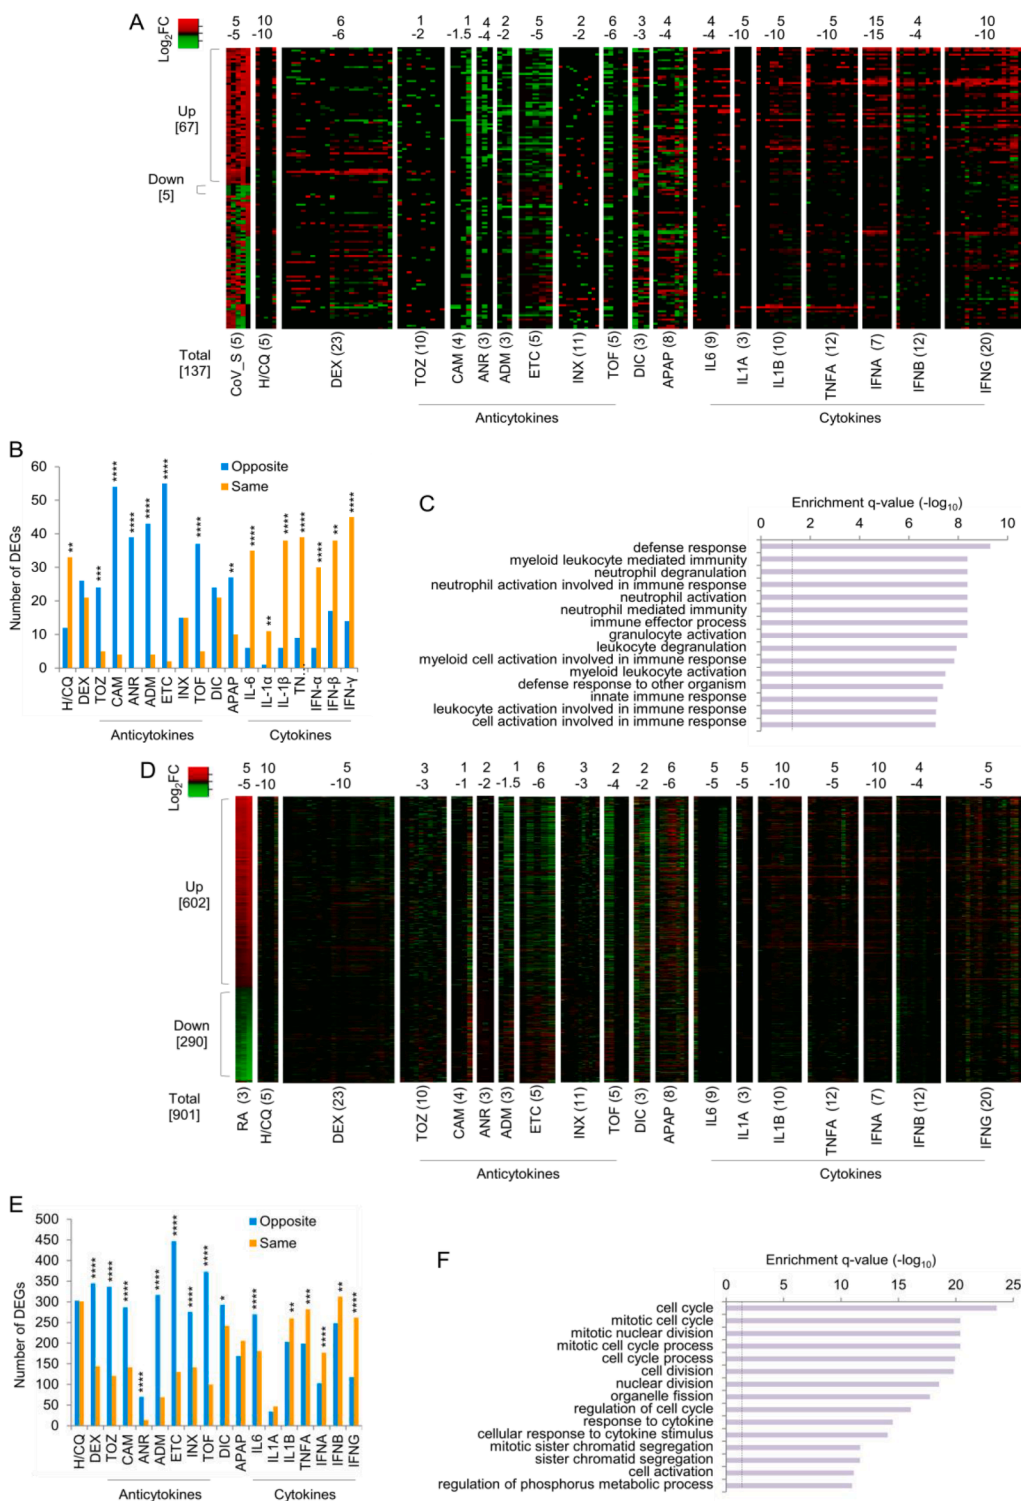 A
Log2FC
5 10 6 1 1 4 2 5 2 6 3 4 4 5 5 5 15 4 10
-5 -10 -6 -2 -1.5 -4 -2 -5 -2 -6 -3 -4 -4 -10 -10 -10 -15 -4 -10
Up
[67]
Down
[5]
Total
[137]
CoV_S (5)
H/CQ (5)
DEX (23)
TOZ (10)
CAM (4)
ANR (3)
ADM (2)
ETC (5)
INX (11)
TOF (5)
DIC (3)
APAP (8)
IL6 (9)
IL1A (3)
IL1B (10)
TNFA (12)
IFNA (7)
IFNB (12)
IFNG (20)
Anticytokines
Cytokines
B
Number of DEGs
60
50
40
30
20
10
0
Opposite
Same
** *** **** **** **** **** **** ** **** ** **** **** **** ** ****
H/CQ
DEX
TOZ
CAM
ANR
ADM
ETC
INX
TOF
DIC
APAP
IL-6
IL-1α
IL-1β
TN...
IFN-α
IFN-β
IFN-γ
Anticytokines
Cytokines
C
Enrichment q-value (-log10)
0 2 4 6 8 10
defense response
myeloid leukocyte mediated immunity
neutrophil degranulation
neutrophil activation involved in immune response
neutrophil activation
neutrophil mediated immunity
immune effector process
granulocyte activation
leukocyte degranulation
myeloid cell activation involved in immune response
myeloid leukocyte activation
defense response to other organism
innate immune response
leukocyte activation involved in immune response
cell activation involved in immune response
D
Log2FC
5 10 5 3 1 2 1 6 3 2 2 6 5 5 10 5 10 4 5
-5 -10 -10 -3 -1 -2 -1.5 -6 -3 -4 -2 -6 -5 -5 -10 -5 -10 -4 -5
Up
[602]
Down
[290]
Total
[901]
RA (3)
H/CQ (5)
DEX (23)
TOZ (10)
CAM (4)
ANR (3)
ADM (3)
ETC (5)
INX (11)
TOF (5)
DIC (3)
APAP (8)
IL6 (9)
IL1A (3)
IL1B (10)
TNFA (12)
IFNA (7)
IFNB (12)
IFNG (20)
Anticytokines
Cytokines
E
Number of DEGs
500
450
400
350
300
250
200
150
100
50
0
Opposite
Same
**** **** **** **** **** **** **** **** * **** ** *** **** ** ****
H/CQ
DEX
TOZ
CAM
ANR
ADM
ETC
INX
TOF
DIC
APAP
IL6
IL1A
IL1B
TNFA
IFNA
IFNB
IFNG
Anticytokines
Cytokines
F
Enrichment q-value (-log10)
0 5 10 15 20 25
cell cycle
mitotic cell cycle
mitotic nuclear division
mitotic cell cycle process
cell cycle process
cell division
nuclear division
organelle fission
regulation of cell cycle
response to cytokine
cellular response to cytokine stimulus
mitotic sister chromatid segregation
sister chromatid segregation
cell activation
regulation of phosphorus metabolic process